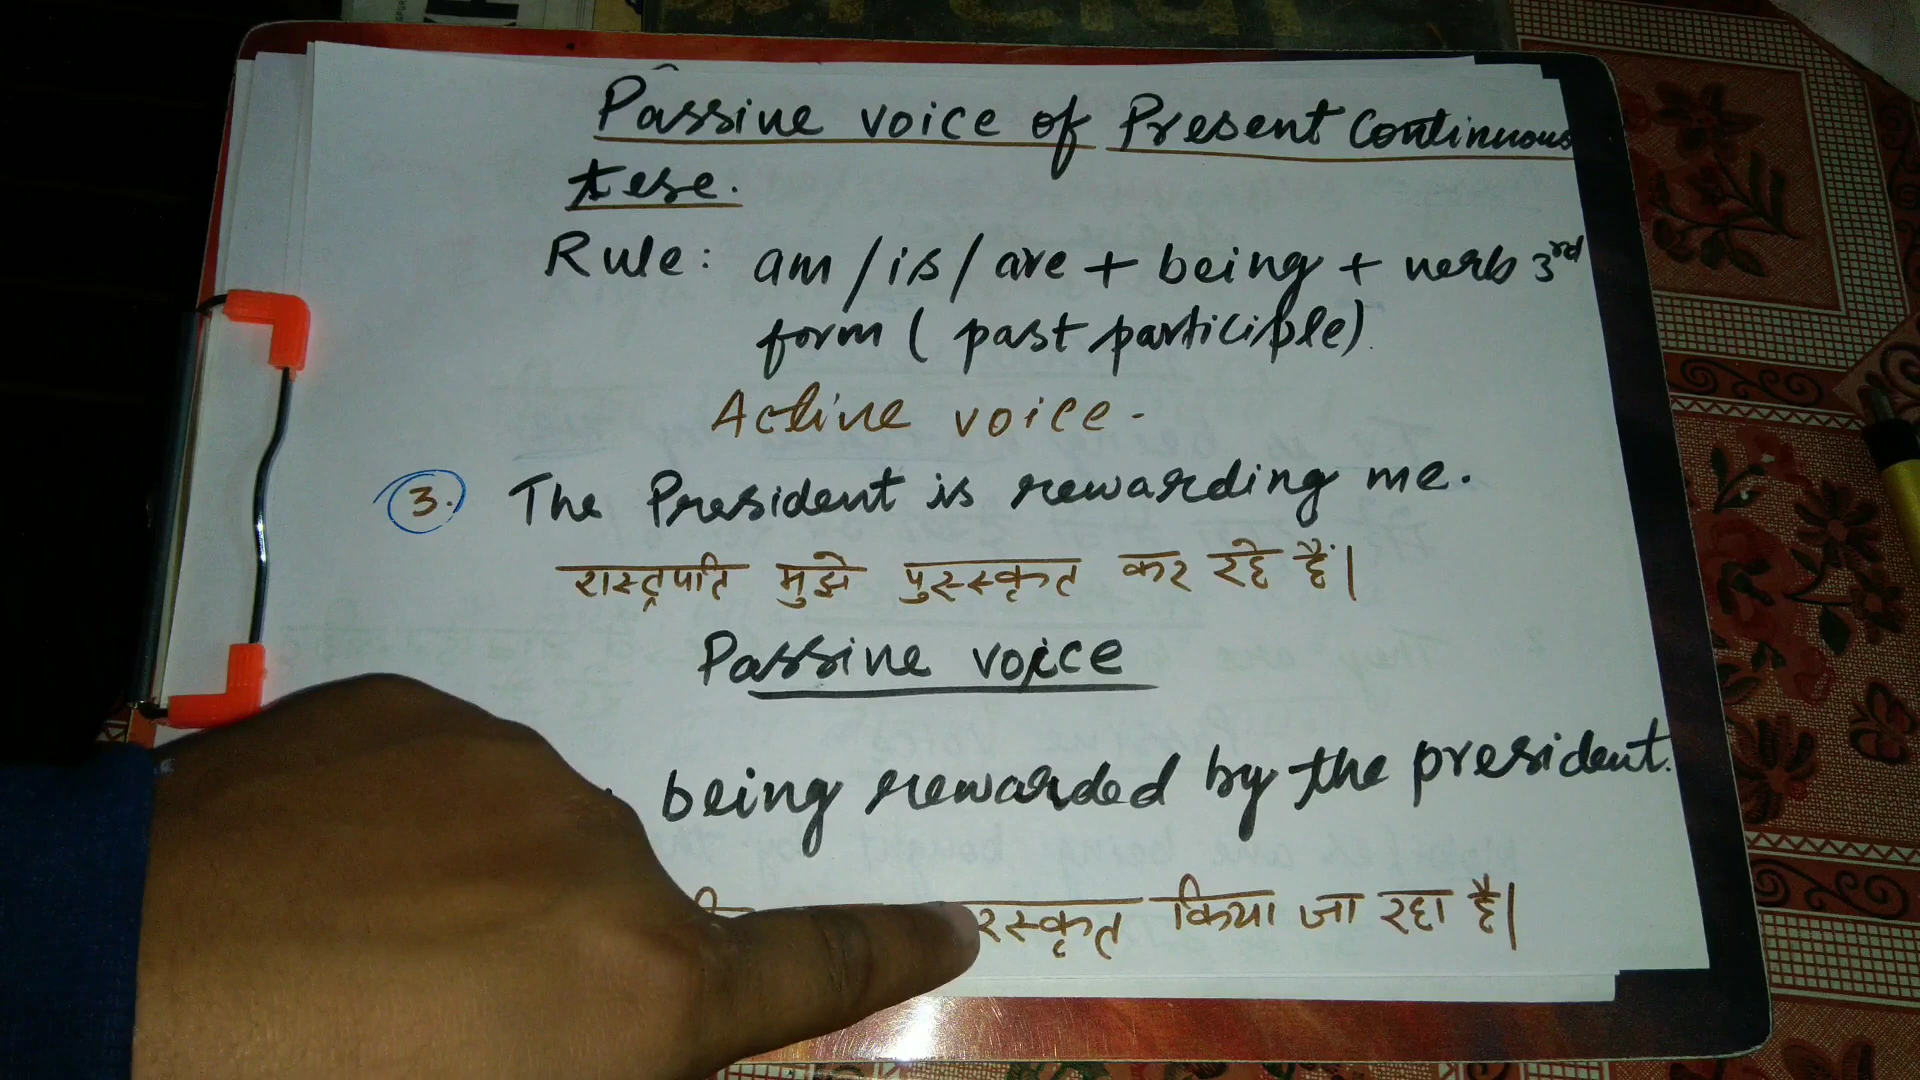 Passive voice of Present Continuous
tese.
Rule: am/is/are + being + verb 3rd
form (past participle).
Active voice-
3. The President is rewarding me.
रास्ट्रपति मुझे पुरस्कृत कर रहे हैं।
Passive voice
being rewarded by the president.
रस्कृत किया जा रहा है।